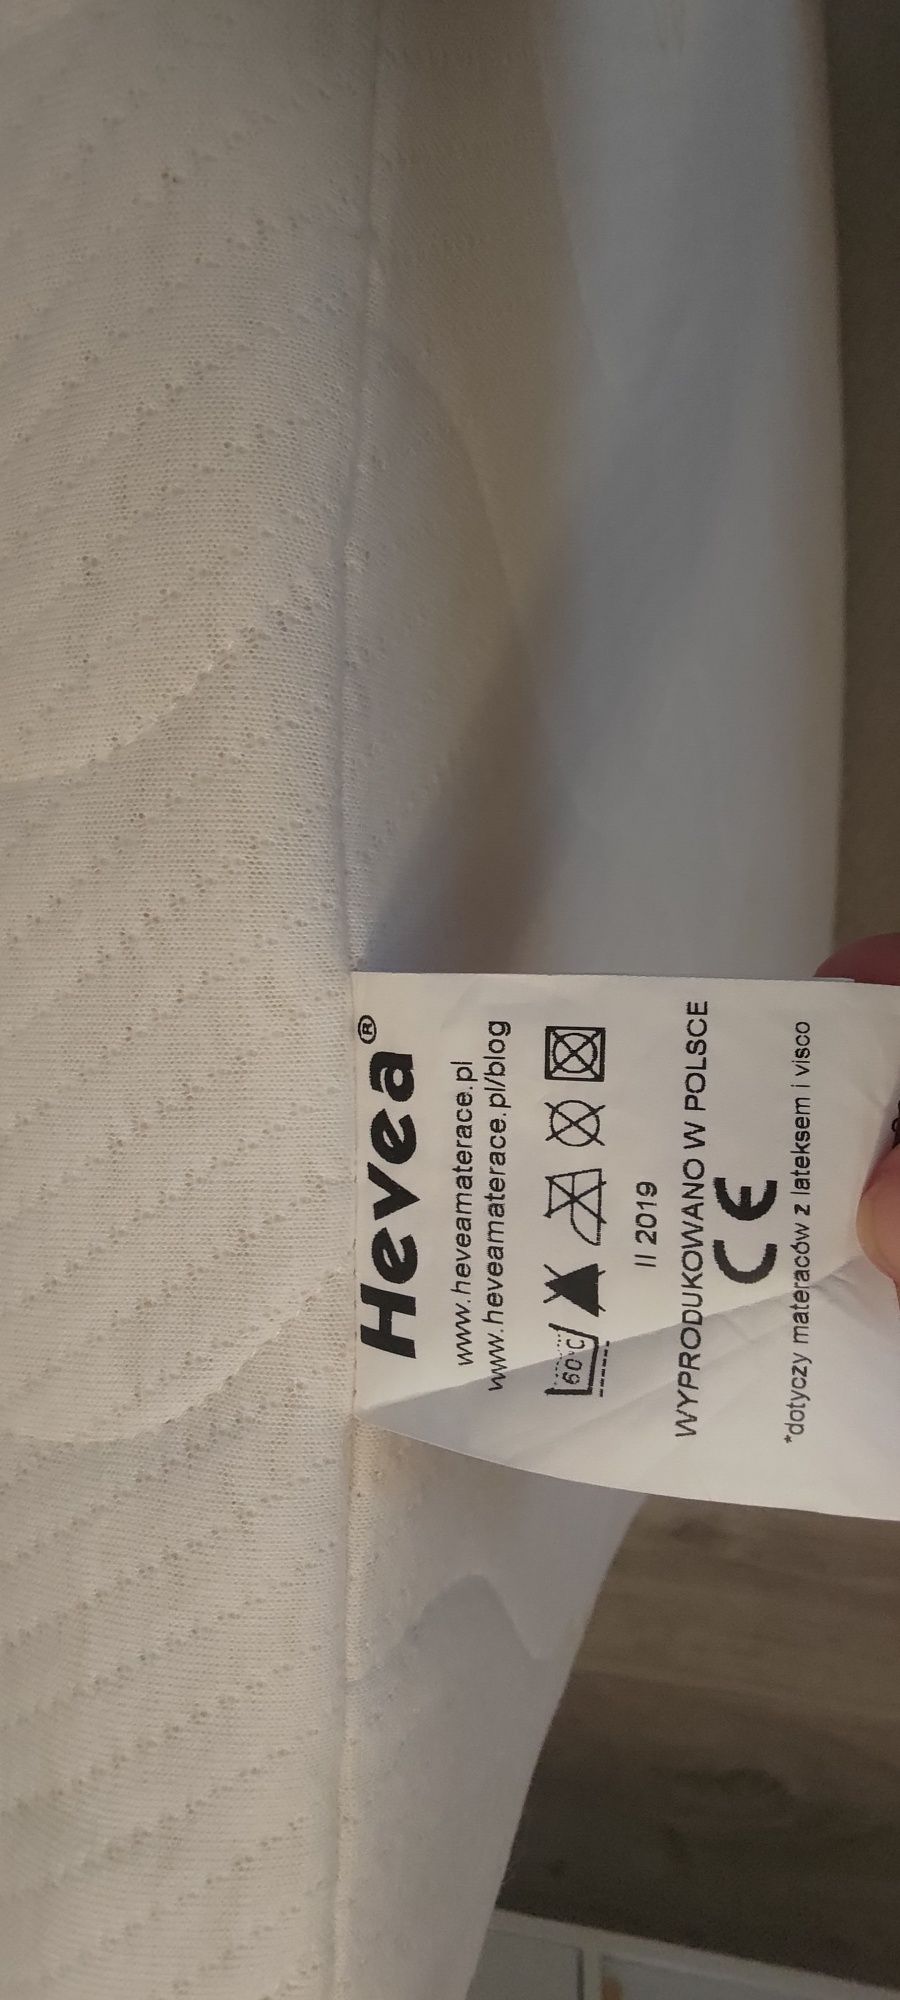 Hevea®
www.heveamaterace.pl
www.heveamaterace.pl/blog
60°C
II 2019
WYPRODUKOWANO W POLSCE
CE
*dotyczy materaców z lateksem i visco